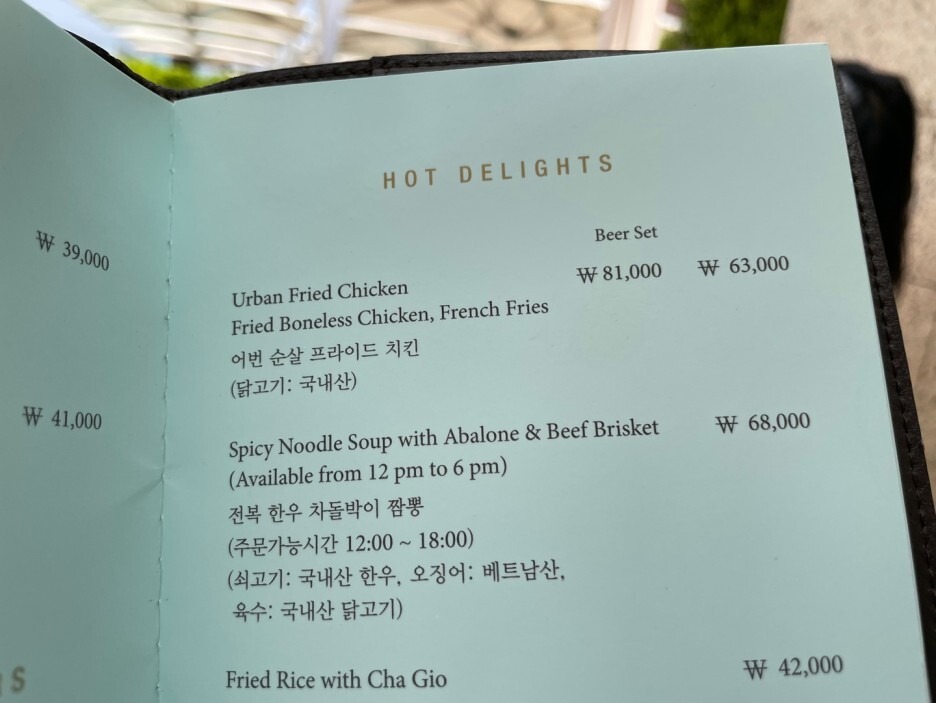 ₩ 39,000
₩ 41,000
S
HOT DELIGHTS
Beer Set
Urban Fried Chicken ₩ 81,000 ₩ 63,000
Fried Boneless Chicken, French Fries
어번 순살 프라이드 치킨
(닭고기: 국내산)
Spicy Noodle Soup with Abalone & Beef Brisket ₩ 68,000
(Available from 12 pm to 6 pm)
전복 한우 차돌박이 짬뽕
(주문가능시간 12:00 ~ 18:00)
(쇠고기: 국내산 한우, 오징어: 베트남산,
육수: 국내산 닭고기)
Fried Rice with Cha Gio ₩ 42,000